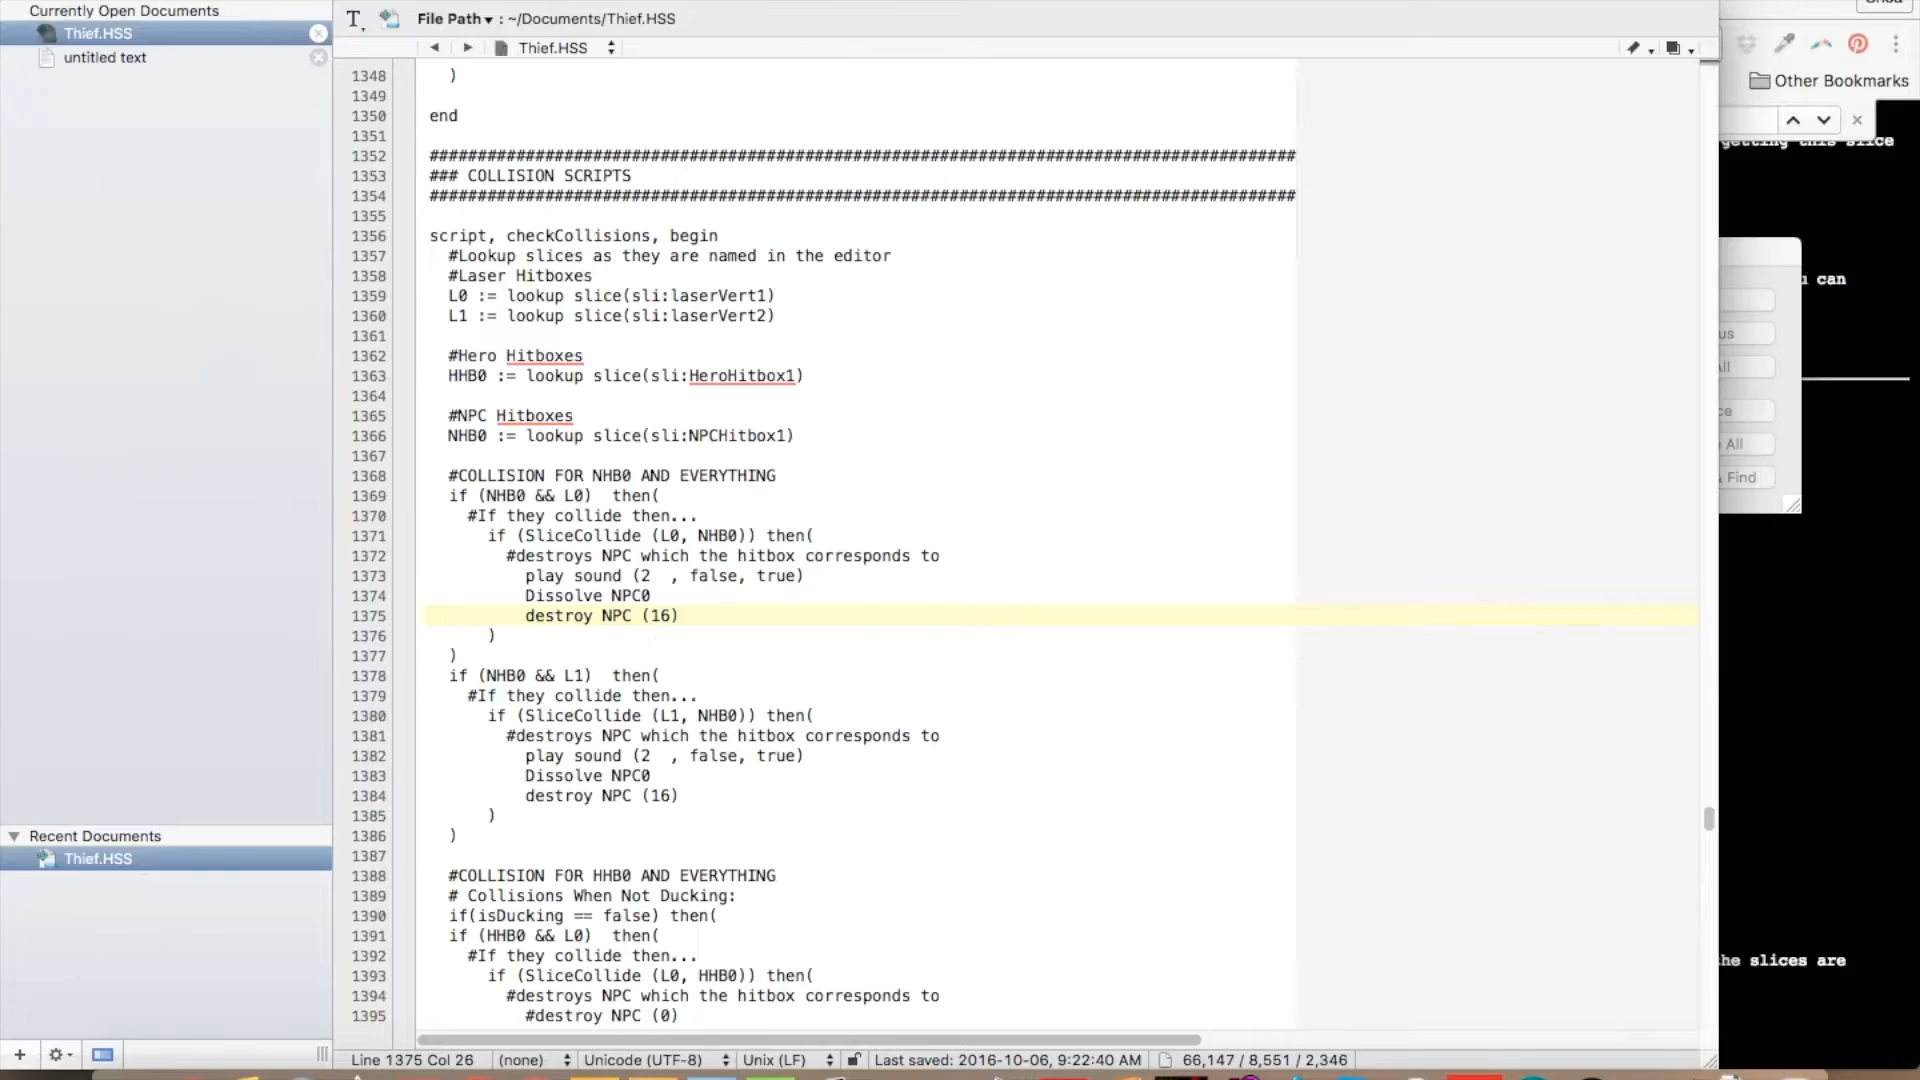 Currently Open Documents
Thief.HSS
untitled text
Recent Documents
Thief.HSS
File Path ▾ : ~/Documents/Thief.HSS
Thief.HSS
1348   )
1349
1350 end
1351
1352 ##########################################################################################
1353 ### COLLISION SCRIPTS
1354 ##########################################################################################
1355
1356 script, checkCollisions, begin
1357   #Lookup slices as they are named in the editor
1358   #Laser Hitboxes
1359   L0 := lookup slice(sli:laserVert1)
1360   L1 := lookup slice(sli:laserVert2)
1361
1362   #Hero Hitboxes
1363   HHB0 := lookup slice(sli:HeroHitbox1)
1364
1365   #NPC Hitboxes
1366   NHB0 := lookup slice(sli:NPCHitbox1)
1367
1368   #COLLISION FOR NHB0 AND EVERYTHING
1369   if (NHB0 && L0)  then(
1370     #If they collide then...
1371       if (SliceCollide (L0, NHB0)) then(
1372         #destroys NPC which the hitbox corresponds to
1373           play sound (2  , false, true)
1374           Dissolve NPC0
1375           destroy NPC (16)
1376       )
1377   )
1378   if (NHB0 && L1)  then(
1379     #If they collide then...
1380       if (SliceCollide (L1, NHB0)) then(
1381         #destroys NPC which the hitbox corresponds to
1382           play sound (2  , false, true)
1383           Dissolve NPC0
1384           destroy NPC (16)
1385       )
1386   )
1387
1388   #COLLISION FOR HHB0 AND EVERYTHING
1389   # Collisions When Not Ducking:
1390   if(isDucking == false) then(
1391   if (HHB0 && L0)  then(
1392     #If they collide then...
1393       if (SliceCollide (L0, HHB0)) then(
1394         #destroys NPC which the hitbox corresponds to
1395           #destroy NPC (0)
Line 1375 Col 26 (none) Unicode (UTF-8) Unix (LF) Last saved: 2016-10-06, 9:22:40 AM 66,147 / 8,551 / 2,346
Other Bookmarks
getting this slice
can
All
& Find
the slices are